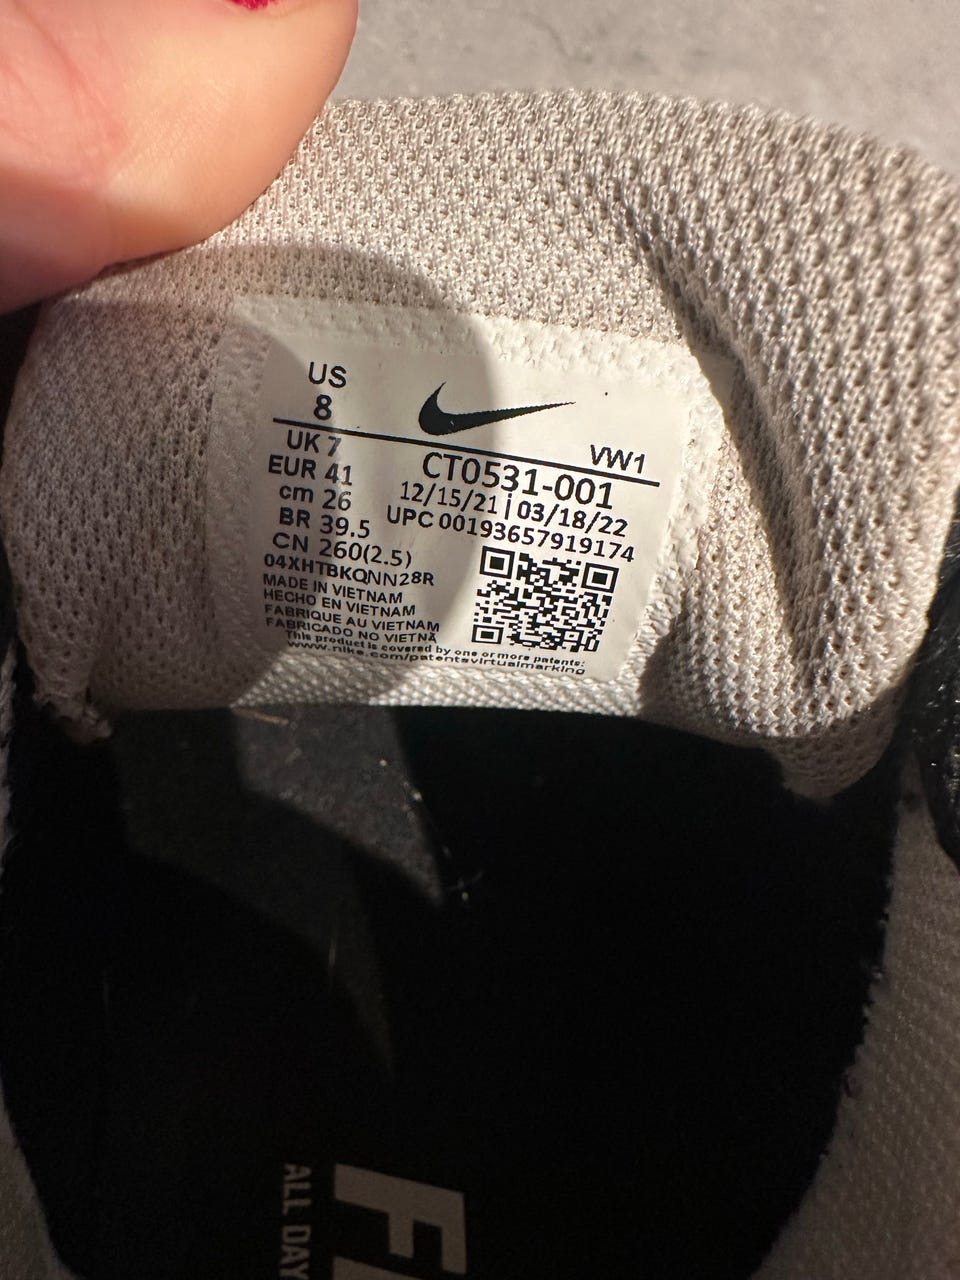 US
8
VW1
UK 7
EUR 41
cm 26
BR 39.5
CN 260(2.5)
CT0531-001
12/15/21 | 03/18/22
UPC 00193657919174
04XHTBKQNN28R
MADE IN VIETNAM
HECHO EN VIETNAM
FABRIQUE AU VIETNAM
FABRICADO NO VIETNÃ
This product is covered by one or more patents:
www.nike.com/patentsvirtualmarking
ALL DAY